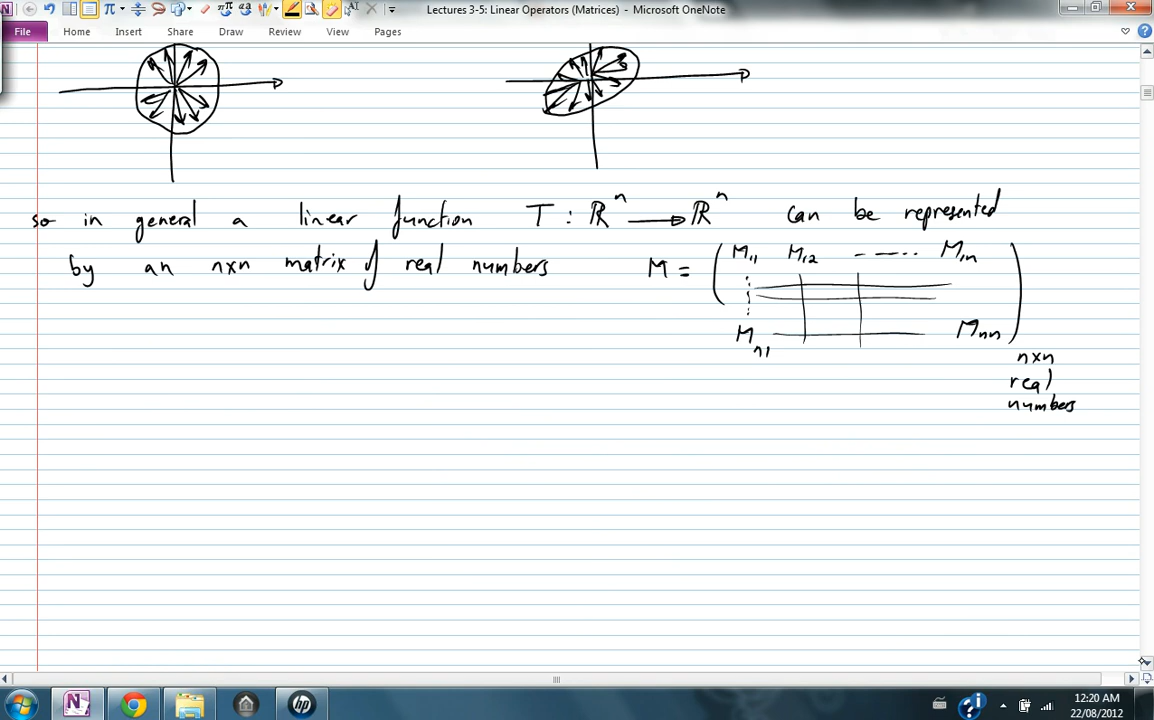 Lectures 3-5: Linear Operators (Matrices) - Microsoft OneNote
File Home Insert Share Draw Review View Pages
so in general a linear function T : ℝⁿ ⟶ ℝⁿ can be represented
by an n×n matrix of real numbers M = ( M₁₁ M₁₂ ----.. M₁ₙ
Mₙ₁ Mₙₙ )
n×n
real
numbers
12:20 AM
22/08/2012